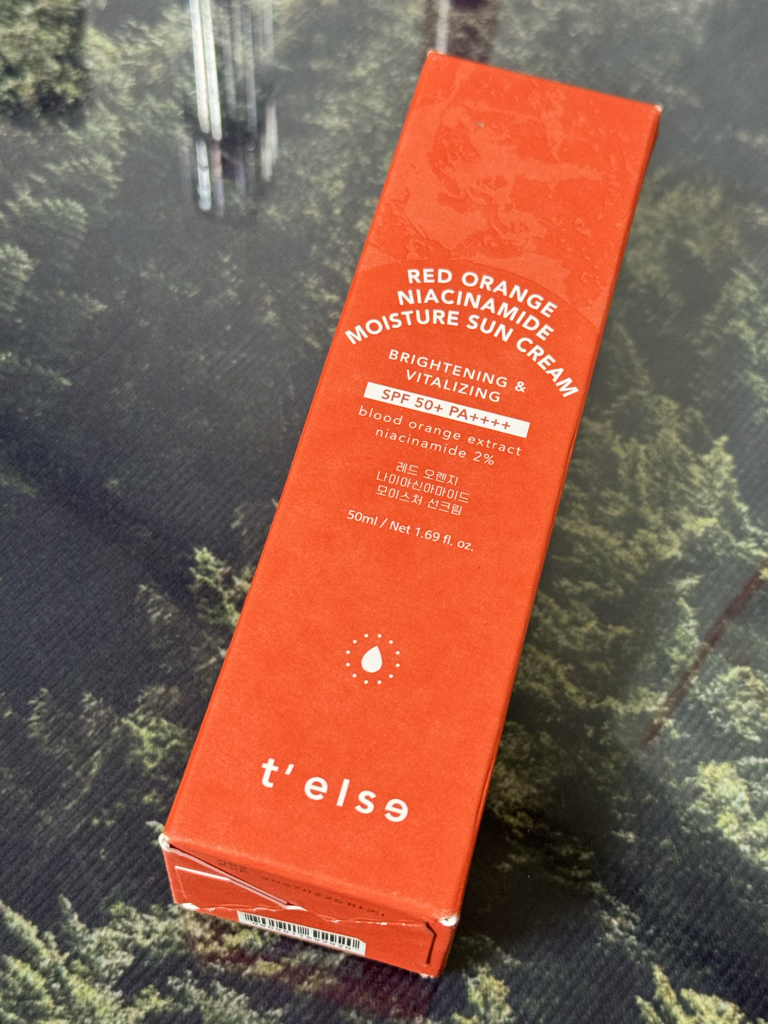 RED ORANGE
NIACINAMIDE
MOISTURE SUN CREAM
BRIGHTENING &
VITALIZING
SPF 50+ PA++++
blood orange extract
niacinamide 2%
레드 오렌지
나이아신아마이드
모이스처 선크림
50ml / Net 1.69 fl. oz.
t' else